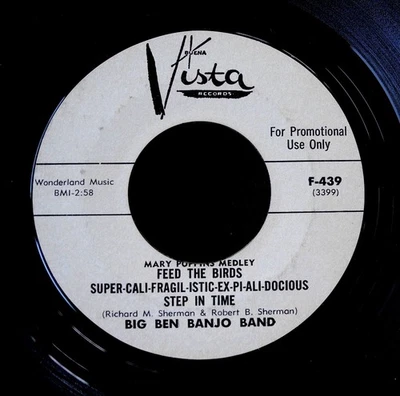 BUENA
Vista
RECORDS
For Promotional
Use Only
Wonderland Music
BMI-2:58
F-439
(3399)
MARY POPPINS MEDLEY
FEED THE BIRDS
SUPER-CALI-FRAGIL-ISTIC-EX-PI-ALI-DOCIOUS
STEP IN TIME
(Richard M. Sherman & Robert B. Sherman)
BIG BEN BANJO BAND